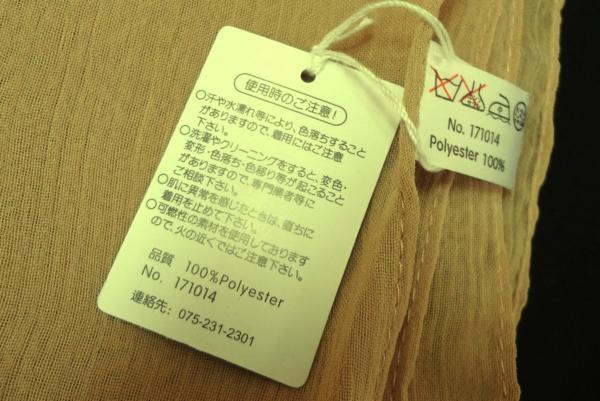 使用時のご注意!
○汗や水濡れ等により、色落ちすること
がありますので、着用にはご注意
下さい。
○洗濯やクリーニングをすると、変色・
変形・色落ち・色移り等が起こること
がありますので、専門業者等に
ご相談下さい。
○肌に異常を感じたときは、直ちに
着用を止めて下さい。
○可燃性の素材を使用しております
ので、火の近くではご注意下さい。
品質 100%Polyester
No. 171014
連絡先: 075-231-2301
No. 171014
Polyester 100%